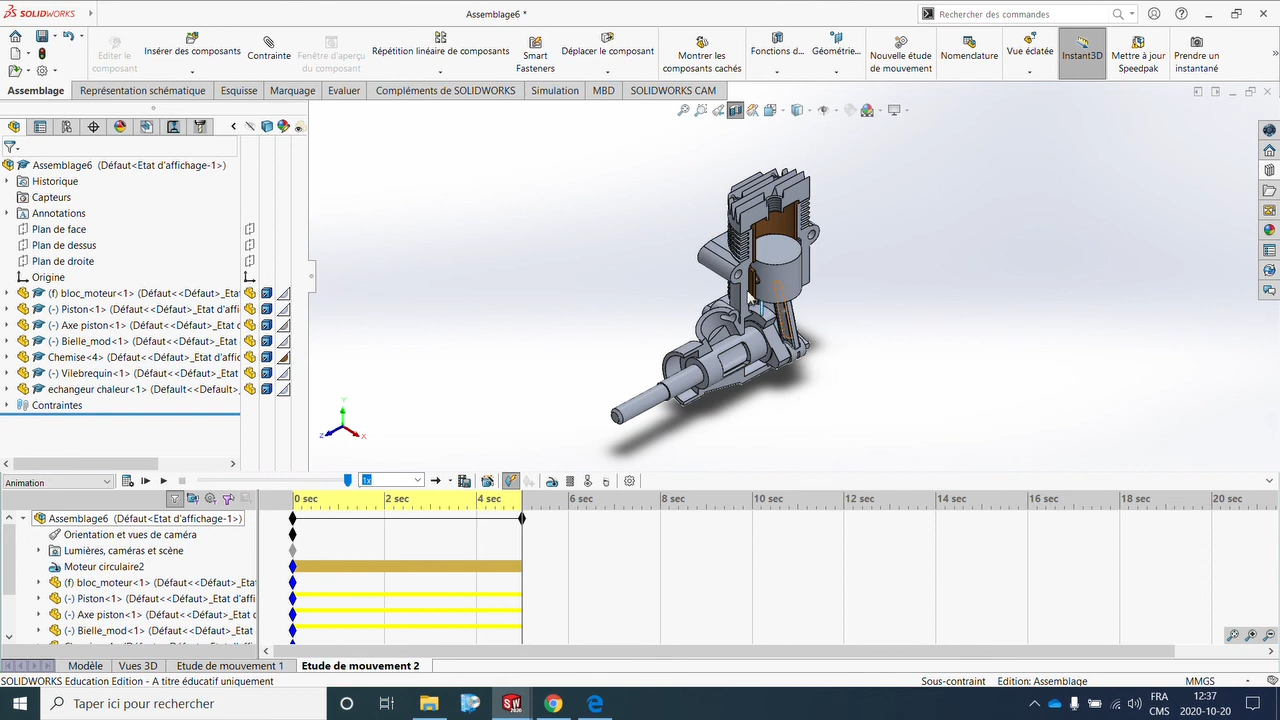 SOLIDWORKS
Assemblage6 *
Rechercher des commandes
Editer le composant
Insérer des composants
Contrainte
Fenêtre d'aperçu du composant
Répétition linéaire de composants
Smart Fasteners
Déplacer le composant
Montrer les composants cachés
Fonctions d...
Géométrie...
Nouvelle étude de mouvement
Nomenclature
Vue éclatée
Instant3D
Mettre à jour Speedpak
Prendre un instantané
Assemblage
Représentation schématique
Esquisse
Marquage
Evaluer
Compléments de SOLIDWORKS
Simulation
MBD
SOLIDWORKS CAM
Assemblage6 (Défaut<Etat d'affichage-1>)
Historique
Capteurs
Annotations
Plan de face
Plan de dessus
Plan de droite
Origine
(f) bloc_moteur<1> (Défaut<<Défaut>_Eta
(-) Piston<1> (Défaut<<Défaut>_Etat d'affi
(-) Axe piston<1> (Défaut<<Défaut>_Etat
(-) Bielle_mod<1> (Défaut<<Défaut>_Etat
Chemise<4> (Défaut<<Défaut>_Etat d'affic
(-) Vilebrequin<1> (Défaut<<Défaut>_Etat
echangeur chaleur<1> (Default<<Default>_
Contraintes
Y
Z
X
Animation
1x
0 sec
2 sec
4 sec
6 sec
8 sec
10 sec
12 sec
14 sec
16 sec
18 sec
20 sec
Assemblage6 (Défaut<Etat d'affichage-1>)
Orientation et vues de caméra
Lumières, caméras et scène
Moteur circulaire2
(f) bloc_moteur<1> (Défaut<<Défaut>_Etat
(-) Piston<1> (Défaut<<Défaut>_Etat d'affi
(-) Axe piston<1> (Défaut<<Défaut>_Etat d
(-) Bielle_mod<1> (Défaut<<Défaut>_Etat
Modèle
Vues 3D
Etude de mouvement 1
Etude de mouvement 2
SOLIDWORKS Education Edition - A titre éducatif uniquement
Sous-contraint
Edition: Assemblage
MMGS
Taper ici pour rechercher
SW
2020
FRA
CMS
12:37
2020-10-20